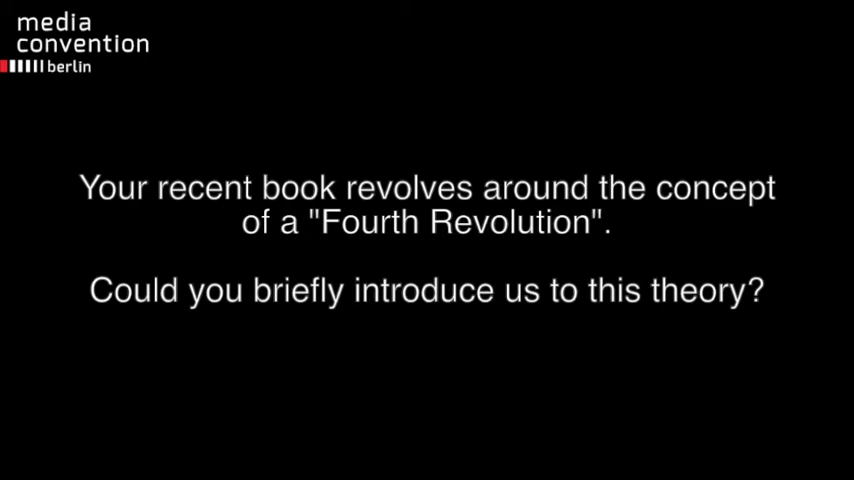 media
convention
berlin
Your recent book revolves around the concept
of a "Fourth Revolution".
Could you briefly introduce us to this theory?